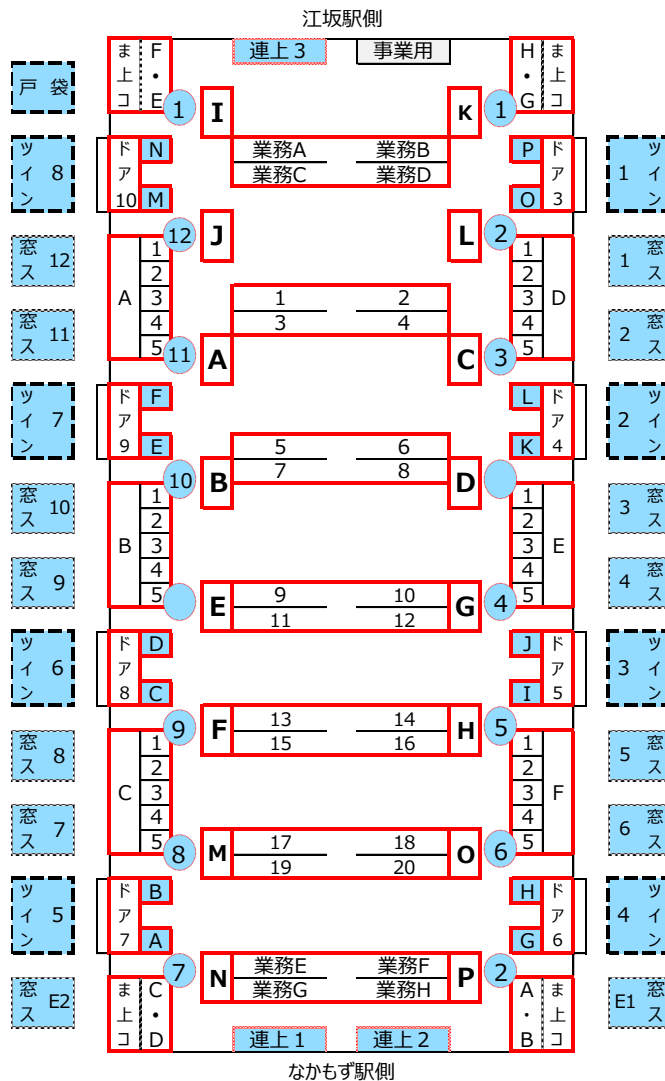 江坂駅側
ま上コ F・E 連上3 事業用 H・G ま上コ
戸袋 1 I K 1
業務A 業務B
業務C 業務D
ツイン 8 ドア10 N M P O ドア3 1 ツイン
12 J L 2
窓ス 12 A 1 2 3 4 5 1 2 3 4 5 D 1 窓ス
1 2
3 4
窓ス 11 11 A C 3 2 窓ス
ツイン 7 ドア9 F E L K ドア4 2 ツイン
5 6
7 8
10 B D
窓ス 10 B 1 2 3 4 5 1 2 3 4 5 E 3 窓ス
窓ス 9 E 9 10 G 4 4 窓ス
11 12
ツイン 6 ドア8 D C J I ドア5 3 ツイン
9 F 13 14 H 5
15 16
窓ス 8 C 1 2 3 4 5 1 2 3 4 5 F 5 窓ス
窓ス 7 8 M 17 18 O 6 6 窓ス
19 20
ツイン 5 ドア7 B A H G ドア6 4 ツイン
7 N 業務E 業務F P 2
業務G 業務H
窓ス E2 ま上コ C・D A・B ま上コ E1 窓ス
連上1 連上2
なかもず駅側